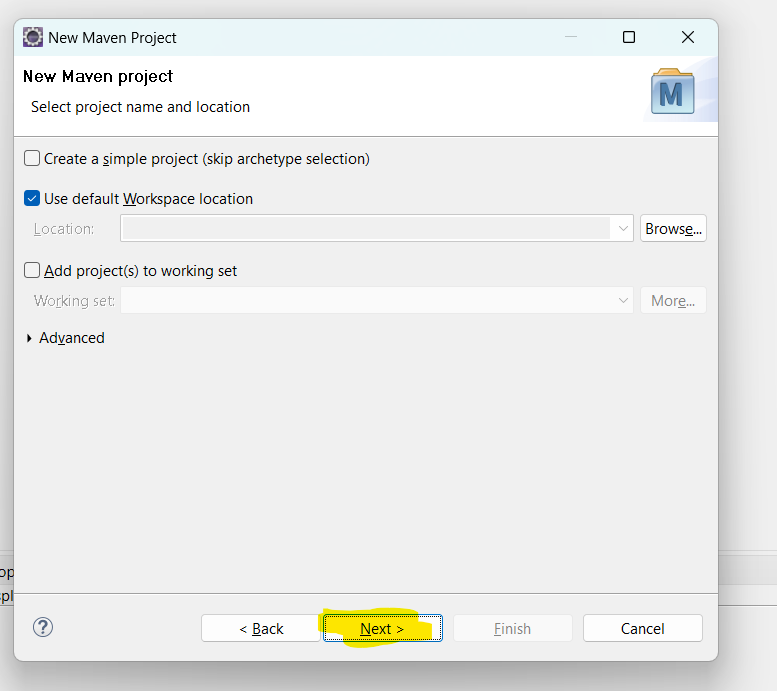 New Maven Project
New Maven project
Select project name and location
M
Create a simple project (skip archetype selection)
Use default Workspace location
Location:
Browse...
Add project(s) to working set
Working set:
More...
Advanced
op
spl
?
< Back
Next >
Finish
Cancel